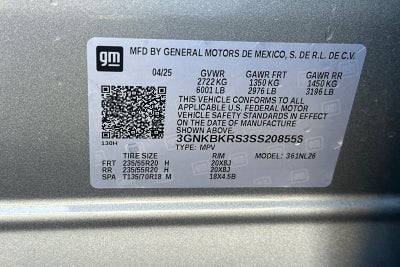 gm
MFD BY GENERAL MOTORS DE MEXICO, S. DE R.L. DE C.V.
04/25 GVWR GAWR FRT GAWR RR
2722 KG 1350 KG 1450 KG
6001 LB 2976 LB 3196 LB
THIS VEHICLE CONFORMS TO ALL APPLICABLE
U.S. FEDERAL MOTOR
VEHICLE SAFETY STANDARDS IN EFFECT
ON THE DATE OF MANUFACTURE SHOWN ABOVE.
3GNKBKRS3SS208556
TYPE: MPV MODEL: 361NL26
130H
TIRE SIZE RIM
FRT 235/55R20 H 20X8J
RR 235/55R20 H 20X8J
SPA T135/70R18 M 18X4.5B